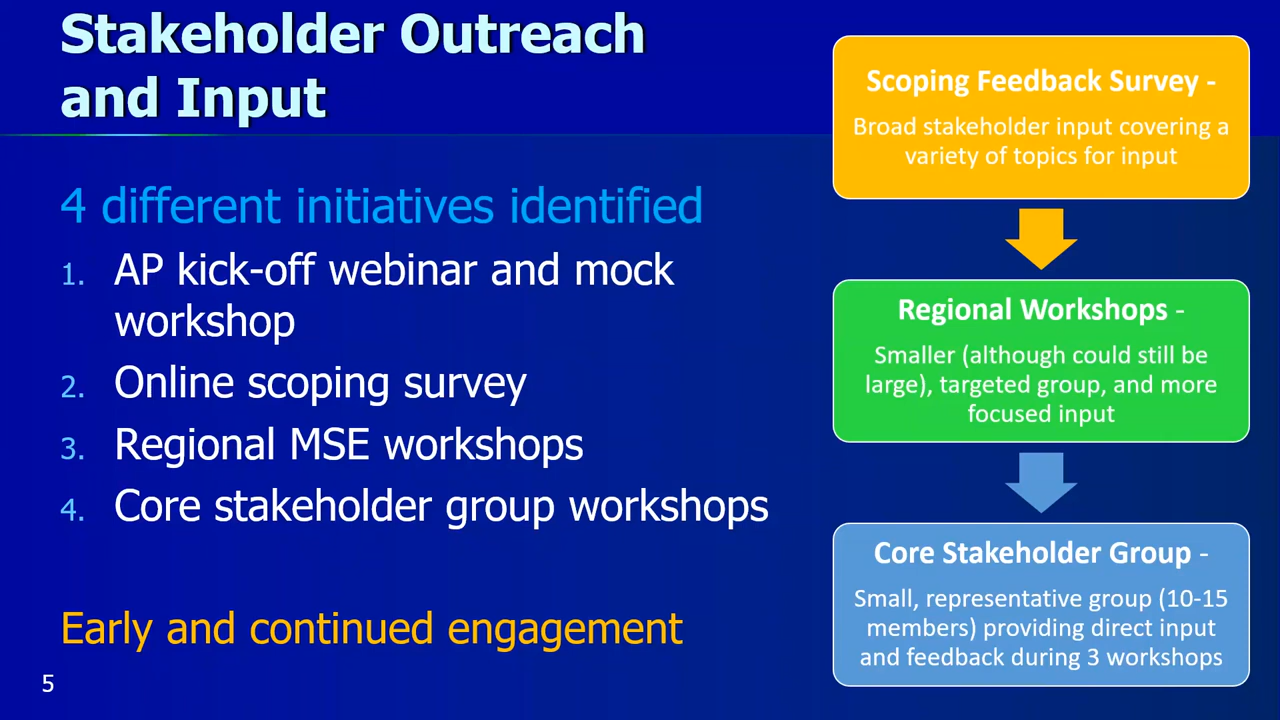 Stakeholder Outreach
and Input
4 different initiatives identified
1. AP kick-off webinar and mock
workshop
2. Online scoping survey
3. Regional MSE workshops
4. Core stakeholder group workshops
Early and continued engagement
5
Scoping Feedback Survey -
Broad stakeholder input covering a
variety of topics for input
Regional Workshops -
Smaller (although could still be
large), targeted group, and more
focused input
Core Stakeholder Group -
Small, representative group (10-15
members) providing direct input
and feedback during 3 workshops